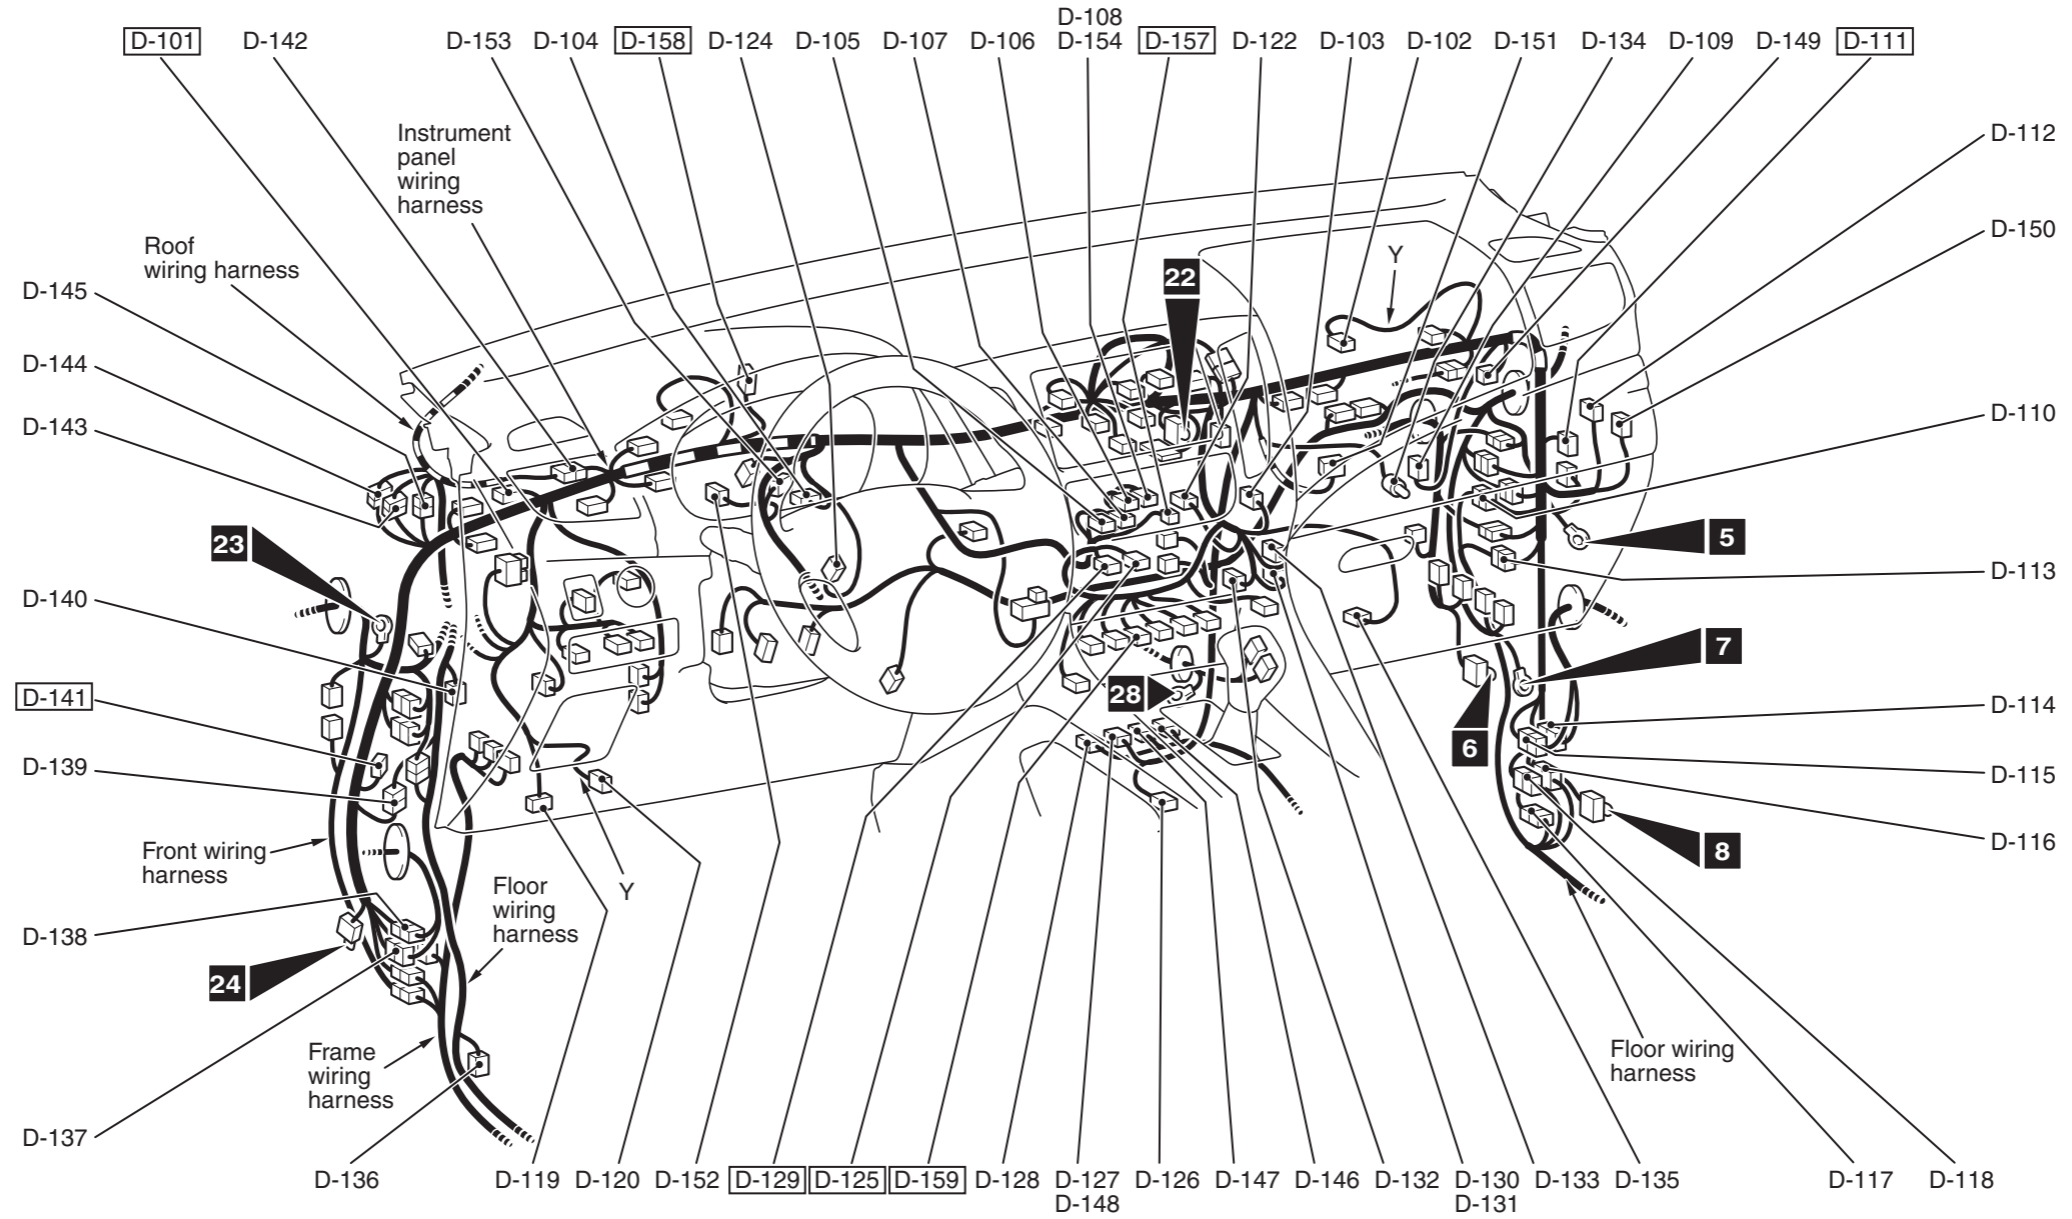 D-108
D-101 D-142 D-153 D-104 D-158 D-124 D-105 D-107 D-106 D-154 D-157 D-122 D-103 D-102 D-151 D-134 D-109 D-149 D-111
Instrument
panel
wiring
harness
D-112
Roof
wiring harness
D-150
Y
22
D-145
D-144
D-143
D-110
23
5
D-113
D-140
7
D-141
28
D-114
6
D-139
D-115
Front wiring
harness
8
D-116
Y
Floor
wiring
harness
D-138
24
Frame
wiring
harness
Floor wiring
harness
D-137
D-136 D-119 D-120 D-152 D-129 D-125 D-159 D-128 D-127 D-126 D-147 D-146 D-132 D-130 D-133 D-135 D-117 D-118
D-148 D-131